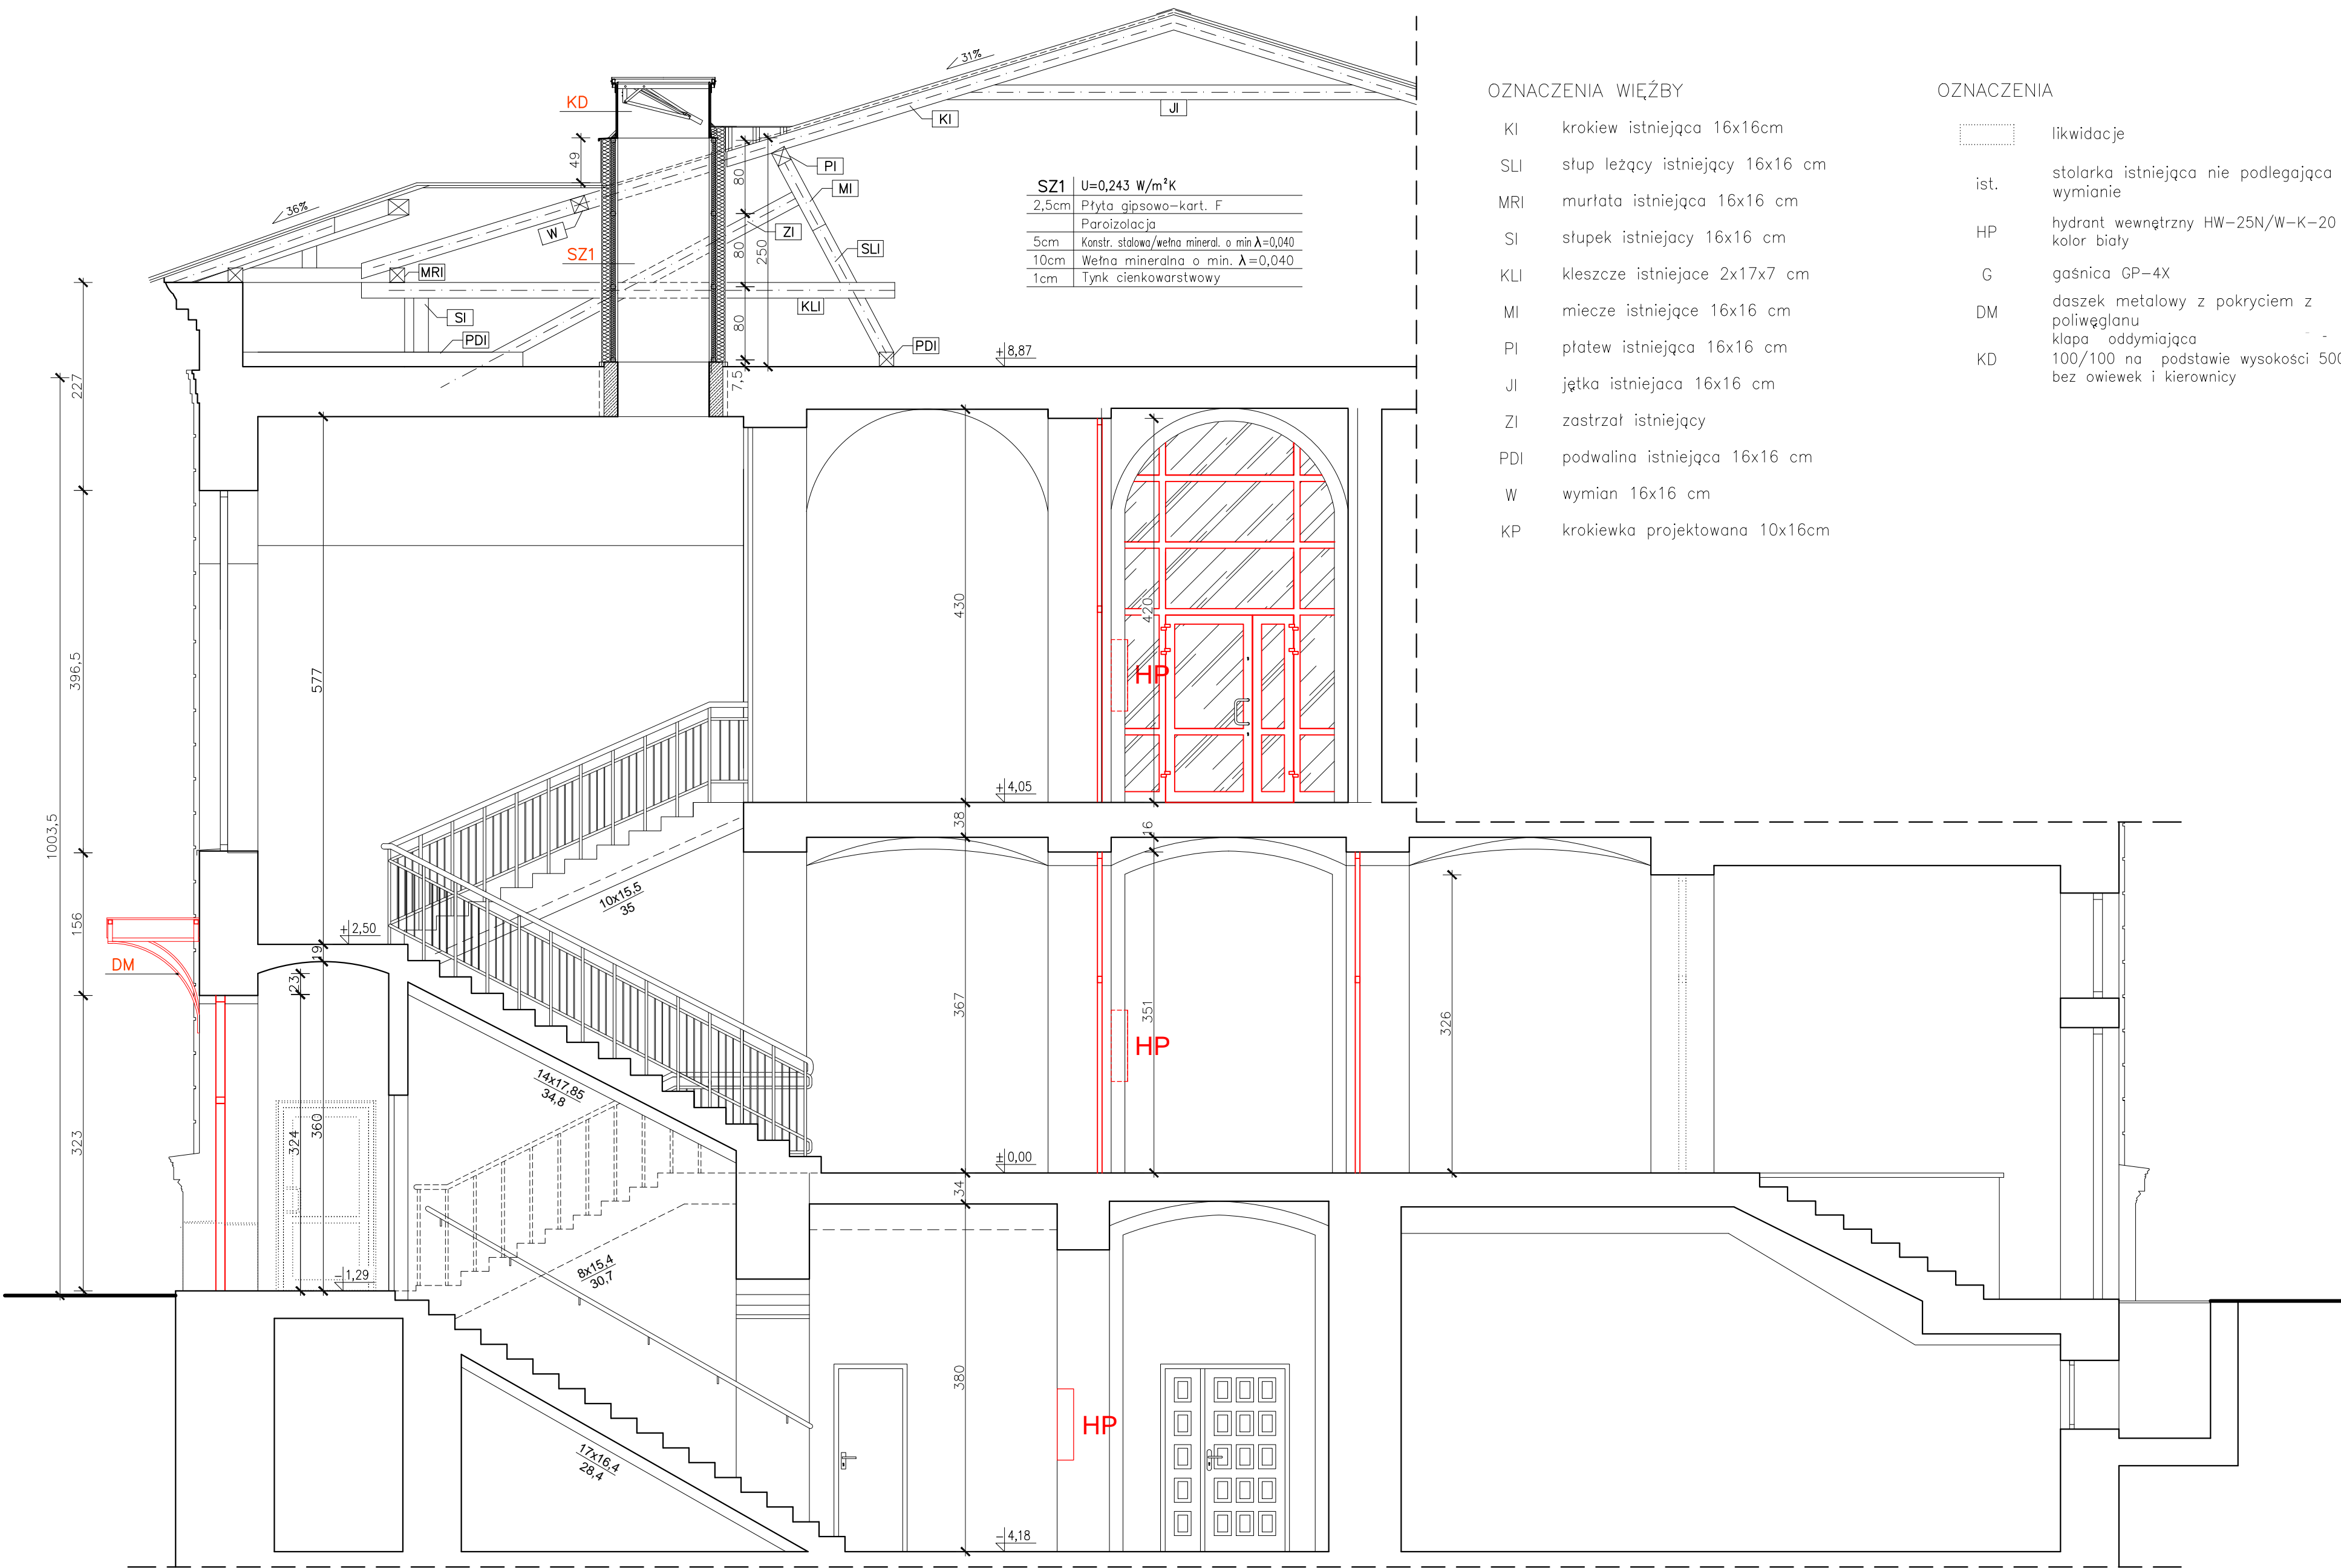 31%
KD
KI
JI
49
PI
80
MI
36%
W
ZI
SZ1
80
250
SLI
MRI
KLI
SI
80
PDI
PDI
+8,87
7,5
SZ1 U=0,243 W/m²K
2,5cm Płyta gipsowo-kart. F
Paroizolacja
5cm Konstr. stalowa/wełna mineral. o min λ=0,040
10cm Wełna mineralna o min. λ=0,040
1cm Tynk cienkowarstwowy
OZNACZENIA WIĘŹBY
KI krokiew istniejąca 16x16cm
SLI słup leżący istniejący 16x16 cm
MRI murłata istniejąca 16x16 cm
SI słupek istniejacy 16x16 cm
KLI kleszcze istniejace 2x17x7 cm
MI miecze istniejące 16x16 cm
PI płatew istniejąca 16x16 cm
JI jętka istniejaca 16x16 cm
ZI zastrzał istniejący
PDI podwalina istniejąca 16x16 cm
W wymian 16x16 cm
KP krokiewka projektowana 10x16cm
OZNACZENIA
likwidacje
ist. stolarka istniejąca nie podlegająca
wymianie
HP hydrant wewnętrzny HW-25N/W-K-20
kolor biały
G gaśnica GP-4X
DM daszek metalowy z pokryciem z
poliwęglanu
klapa oddymiająca -
KD 100/100 na podstawie wysokości 500
bez owiewek i kierownicy
227
396,5
1003,5
156
323
577
430
420
HP
+4,05
38
16
10x15,5
35
+2,50
19
DM
23
367
351
326
HP
14x17,85
34,8
324
360
±0,00
34
8x15,4
30,7
-1,29
380
HP
17x16,4
28,4
-4,18